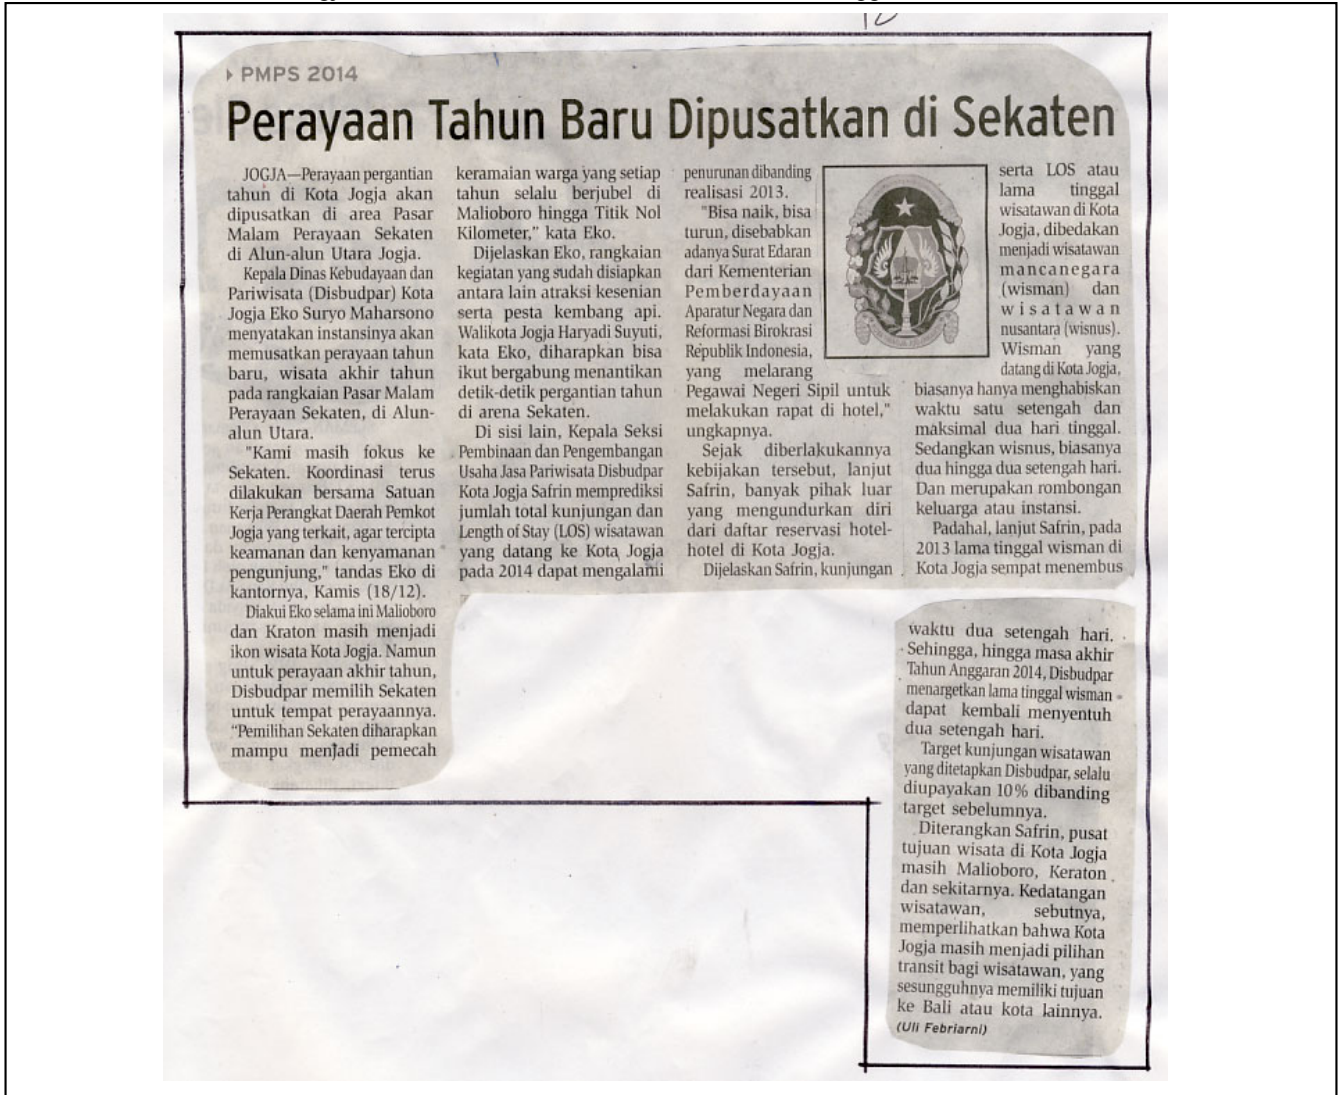 PMPS 2014
Perayaan Tahun Baru Dipusatkan di Sekaten
JOGJA—Perayaan pergantian
tahun di Kota Jogja akan
dipusatkan di area Pasar
Malam Perayaan Sekaten
di Alun-alun Utara Jogja.
Kepala Dinas Kebudayaan dan
Pariwisata (Disbudpar) Kota
Jogja Eko Suryo Maharsono
menyatakan instansinya akan
memusatkan perayaan tahun
baru, wisata akhir tahun
pada rangkaian Pasar Malam
Perayaan Sekaten, di Alun-
alun Utara.
"Kami masih fokus ke
Sekaten. Koordinasi terus
dilakukan bersama Satuan
Kerja Perangkat Daerah Pemkot
Jogja yang terkait, agar tercipta
keamanan dan kenyamanan
pengunjung," tandas Eko di
kantornya, Kamis (18/12).
Diakui Eko selama ini Malioboro
dan Kraton masih menjadi
ikon wisata Kota Jogja. Namun
untuk perayaan akhir tahun,
Disbudpar memilih Sekaten
untuk tempat perayaannya.
"Pemilihan Sekaten diharapkan
mampu menjadi pemecah
keramaian warga yang setiap
tahun selalu berjubel di
Malioboro hingga Titik Nol
Kilometer," kata Eko.
Dijelaskan Eko, rangkaian
kegiatan yang sudah disiapkan
antara lain atraksi kesenian
serta pesta kembang api.
Walikota Jogja Haryadi Suyuti,
kata Eko, diharapkan bisa
ikut bergabung menantikan
detik-detik pergantian tahun
di arena Sekaten.
Di sisi lain, Kepala Seksi
Pembinaan dan Pengembangan
Usaha Jasa Pariwisata Disbudpar
Kota Jogja Safrin memprediksi
jumlah total kunjungan dan
Length of Stay (LOS) wisatawan
yang datang ke Kota Jogja
pada 2014 dapat mengalami
penurunan dibanding
realisasi 2013.
"Bisa naik, bisa
turun, disebabkan
adanya Surat Edaran
dari Kementerian
Pemberdayaan
Aparatur Negara dan
Reformasi Birokrasi
Republik Indonesia,
yang melarang
Pegawai Negeri Sipil untuk
melakukan rapat di hotel,"
ungkapnya.
Sejak diberlakukannya
kebijakan tersebut, lanjut
Safrin, banyak pihak luar
yang mengundurkan diri
dari daftar reservasi hotel-
hotel di Kota Jogja.
Dijelaskan Safrin, kunjungan
serta LOS atau
lama tinggal
wisatawan di Kota
Jogja, dibedakan
menjadi wisatawan
mancanegara
(wisman) dan
wisatawan
nusantara (wisnus).
Wisman yang
datang di Kota Jogja,
biasanya hanya menghabiskan
waktu satu setengah dan
maksimal dua hari tinggal.
Sedangkan wisnus, biasanya
dua hingga dua setengah hari.
Dan merupakan rombongan
keluarga atau instansi.
Padahal, lanjut Safrin, pada
2013 lama tinggal wisman di
Kota Jogja sempat menembus
waktu dua setengah hari.
Sehingga, hingga masa akhir
Tahun Anggaran 2014, Disbudpar
menargetkan lama tinggal wisman
dapat kembali menyentuh
dua setengah hari.
Target kunjungan wisatawan
yang ditetapkan Disbudpar, selalu
diupayakan 10% dibanding
target sebelumnya.
Diterangkan Safrin, pusat
tujuan wisata di Kota Jogja
masih Malioboro, Keraton
dan sekitarnya. Kedatangan
wisatawan, sebutnya,
memperlihatkan bahwa Kota
Jogja masih menjadi pilihan
transit bagi wisatawan, yang
sesungguhnya memiliki tujuan
ke Bali atau kota lainnya.
(Uli Febriarni)